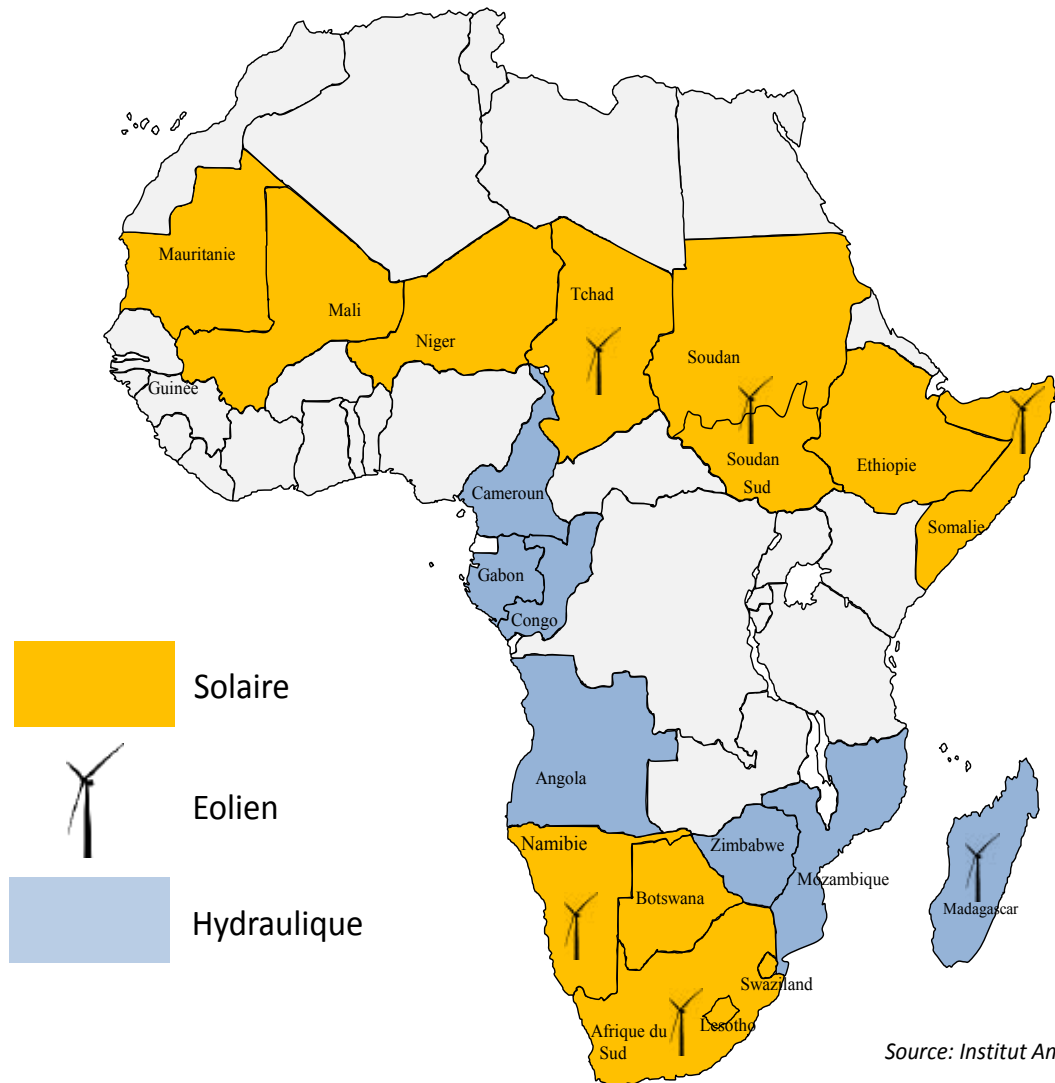 Mauritanie
Mali
Niger
Tchad
Soudan
Guinée
Soudan
Sud
Ethiopie
Cameroun
Somalie
Gabon
Congo
Solaire
Eolien
Hydraulique
Angola
Namibie
Zimbabwe
Botswana
Mozambique
Madagascar
Swaziland
Afrique du
Sud
Lesotho
Source: Institut